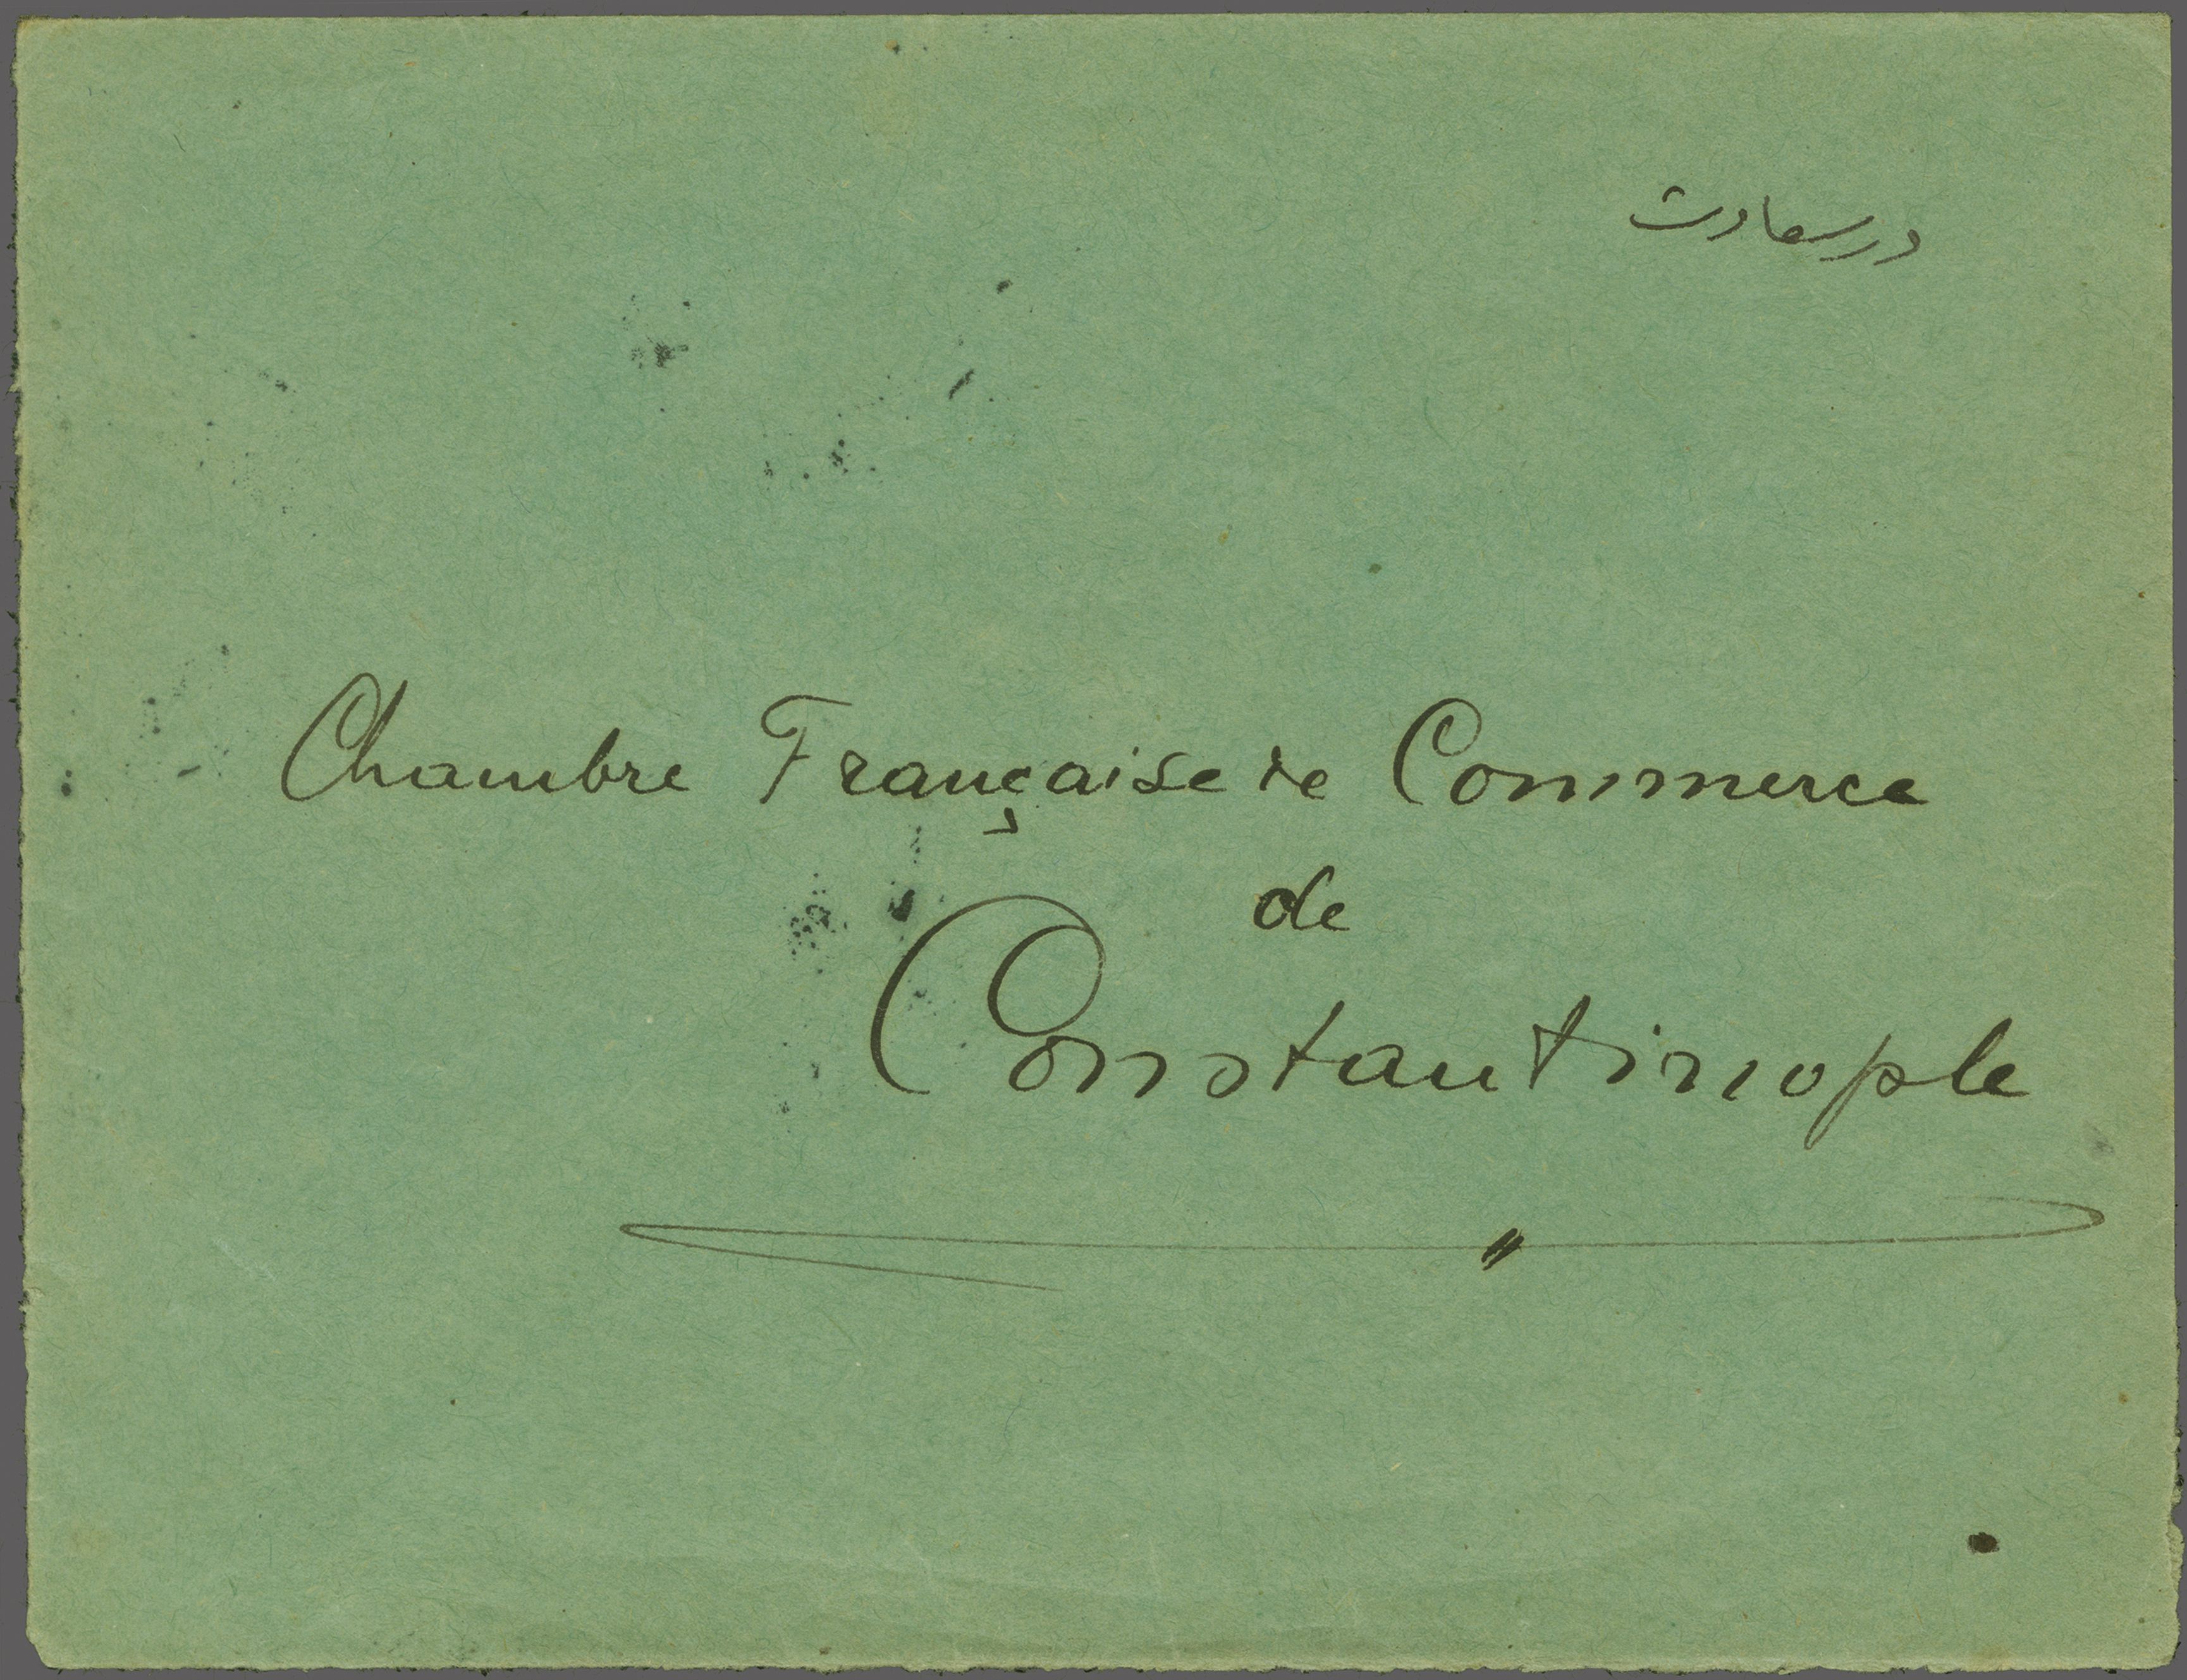 درسعادت
Chambre Française de Commerce
de
Constantinople